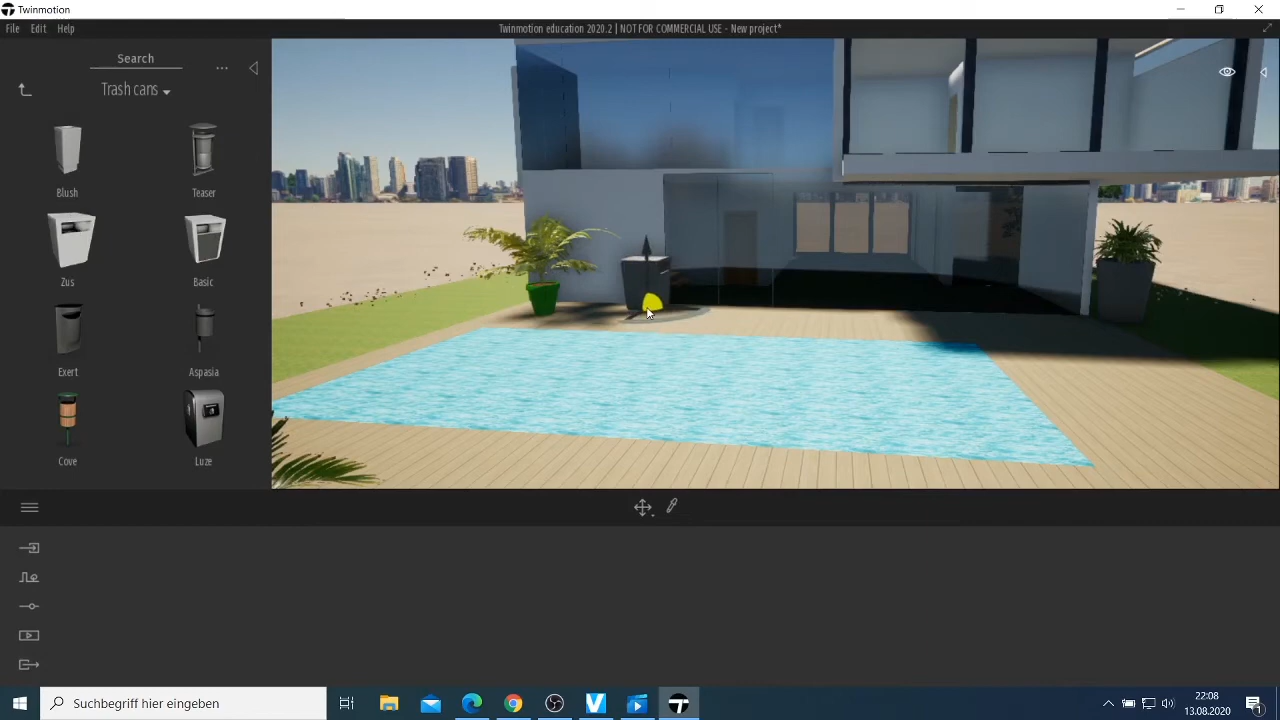 Twinmotion
File Edit Help
Twinmotion education 2020.2 | NOT FOR COMMERCIAL USE - New project*
Search
...
Trash cans
Blush
Teaser
Zus
Basic
Exert
Aspasia
Cove
Luze
Suchbegriff hier eingeben
22:08
13.08.2020
1